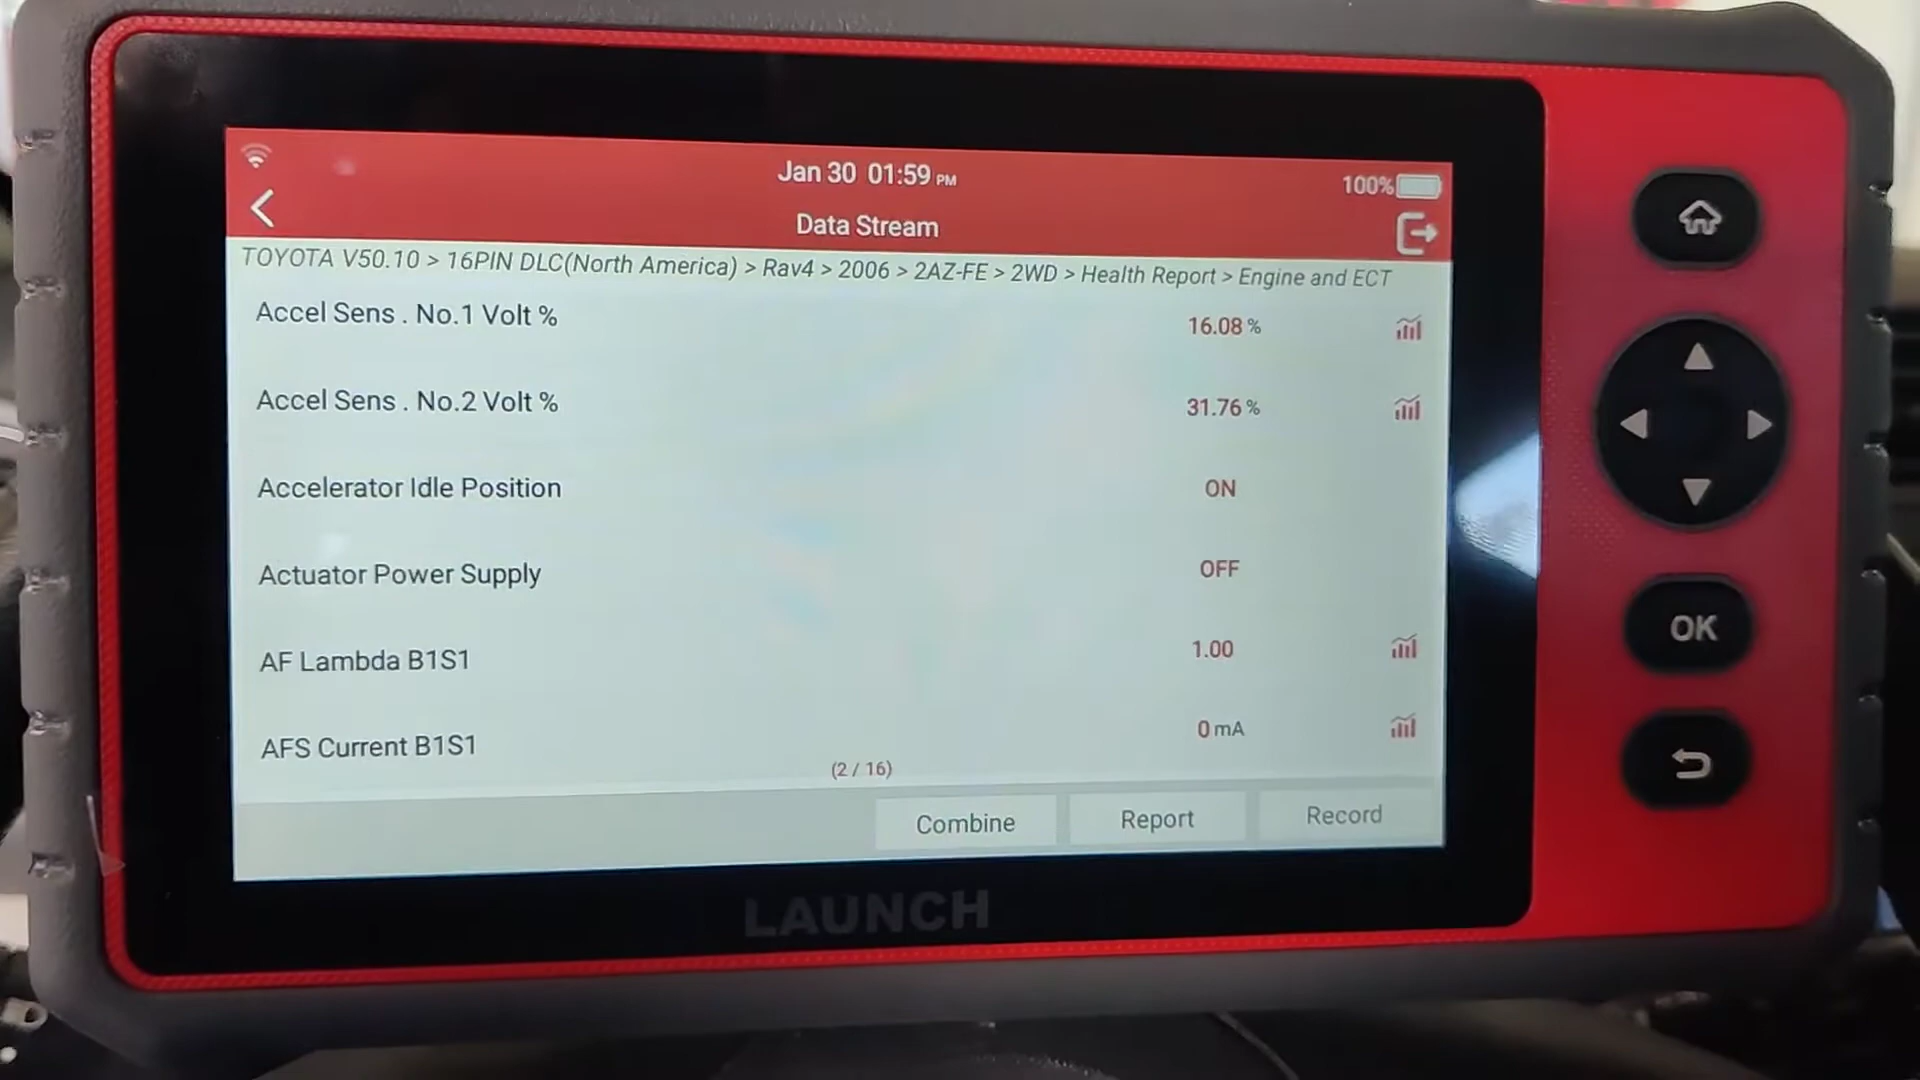 Jan 30 01:59 PM
100%
Data Stream
TOYOTA V50.10 > 16PIN DLC(North America) > Rav4 > 2006 > 2AZ-FE > 2WD > Health Report > Engine and ECT
Accel Sens . No.1 Volt % 16.08 %
Accel Sens . No.2 Volt % 31.76 %
Accelerator Idle Position ON
Actuator Power Supply OFF
AF Lambda B1S1 1.00
AFS Current B1S1 0 mA
(2 / 16)
Combine Report Record
LAUNCH
OK